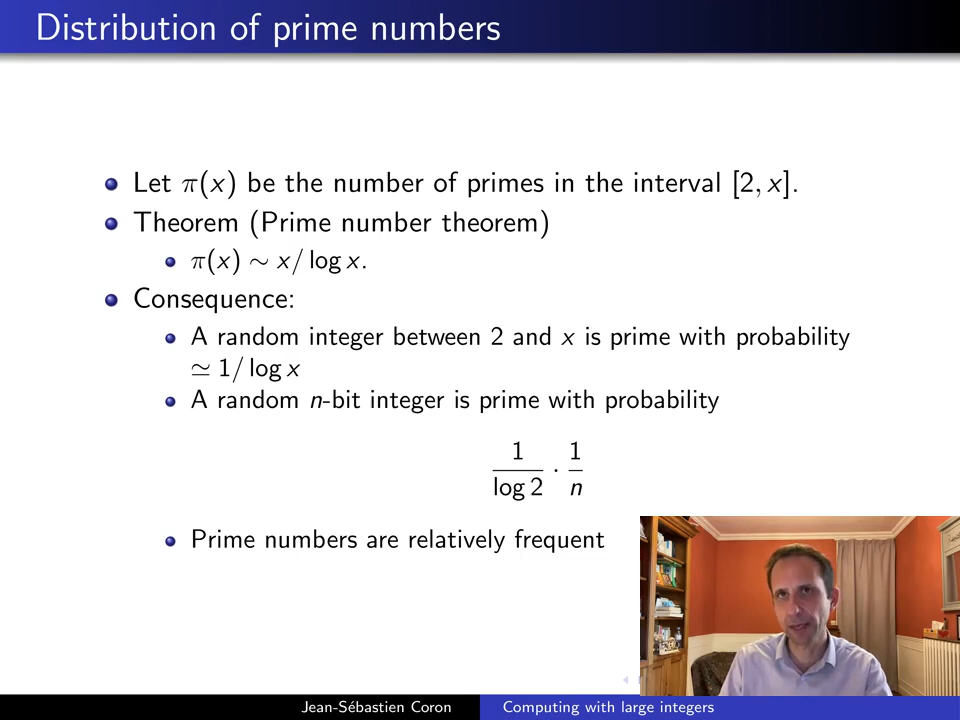 Distribution of prime numbers
Let π(x) be the number of primes in the interval [2, x].
Theorem (Prime number theorem)
π(x) ∼ x/ log x.
Consequence:
A random integer between 2 and x is prime with probability
≃ 1/ log x
A random n-bit integer is prime with probability
1/log 2 · 1/n
Prime numbers are relatively frequent
Jean-Sébastien Coron Computing with large integers